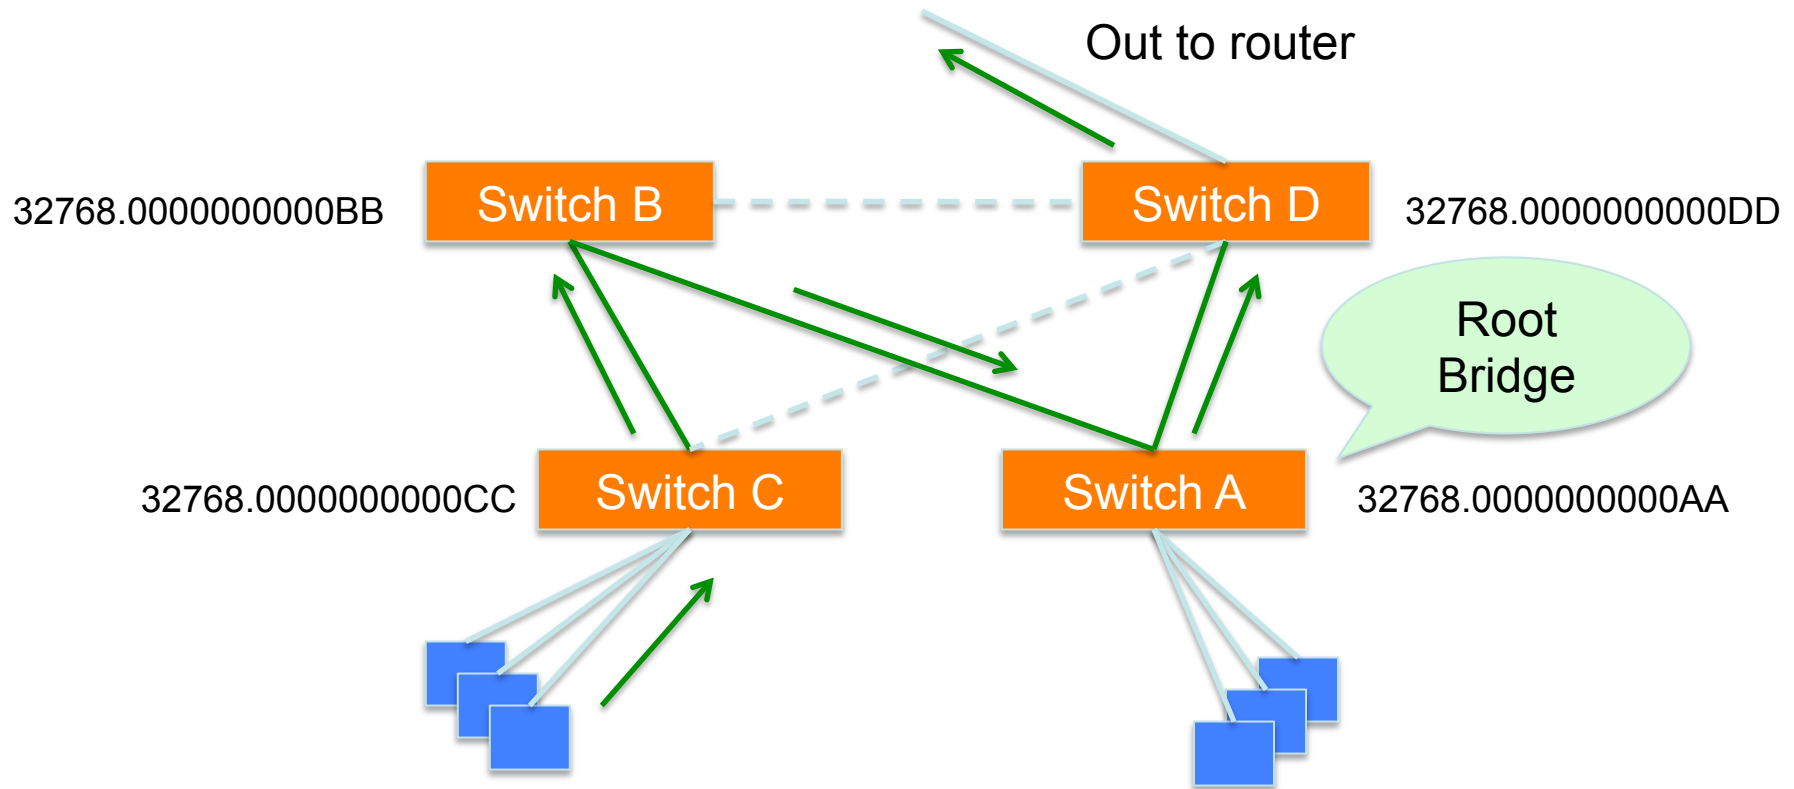 Out to router
32768.0000000000BB
Switch B
Switch D
32768.0000000000DD
Root
Bridge
32768.0000000000CC
Switch C
Switch A
32768.0000000000AA